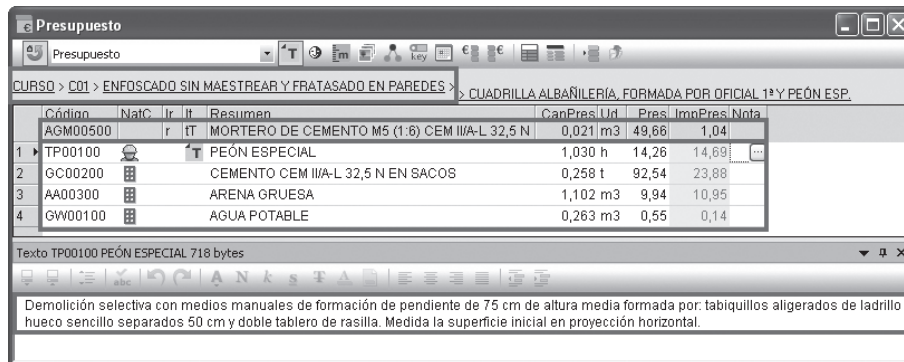 Presupuesto
Presupuesto
key
CURSO > C01 > ENFOSCADO SIN MAESTREAR Y FRATASADO EN PAREDES > > CUADRILLA ALBAÑILERÍA, FORMADA POR OFICIAL 1ª Y PEÓN ESP.
Código NatC Ir It Resumen CanPres Ud Pres ImpPres Nota
AGM00500 r tT MORTERO DE CEMENTO M5 (1:6) CEM II/A-L 32,5 N 0,021 m3 49,66 1,04
1 TP00100 T PEÓN ESPECIAL 1,030 h 14,26 14,69 ...
2 GC00200 CEMENTO CEM II/A-L 32,5 N EN SACOS 0,258 t 92,54 23,88
3 AA00300 ARENA GRUESA 1,102 m3 9,94 10,95
4 GW00100 AGUA POTABLE 0,263 m3 0,55 0,14
Texto TP00100 PEÓN ESPECIAL 718 bytes
abc A N k s T A
Demolición selectiva con medios manuales de formación de pendiente de 75 cm de altura media formada por: tabiquillos aligerados de ladrillo
hueco sencillo separados 50 cm y doble tablero de rasilla. Medida la superficie inicial en proyección horizontal.